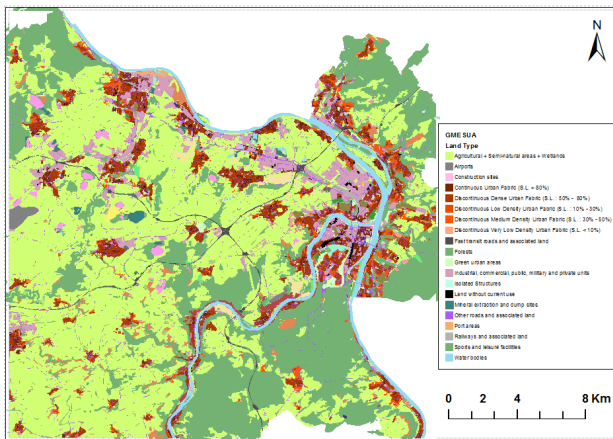 N
GMESUA
Land Type
Agricultural + Seminatural areas + Wetlands
Airports
Construction sites
Continuous Urban Fabric (S.L. > 80%)
Discontinuous Dense Urban Fabric (S.L. : 50% - 80%)
Discontinuous Low Density Urban Fabric (S.L. : 10% - 30%)
Discontinuous Medium Density Urban Fabric (S.L. : 30% - 50%)
Discontinuous Very Low Density Urban Fabric (S.L. < 10%)
Fast transit roads and associated land
Forests
Green urban areas
Industrial, commercial, public, military and private units
Isolated Structures
Land without current use
Mineral extraction and dump sites
Other roads and associated land
Port areas
Railways and associated land
Sports and leisure facilities
Water bodies
0 2 4 8 Km